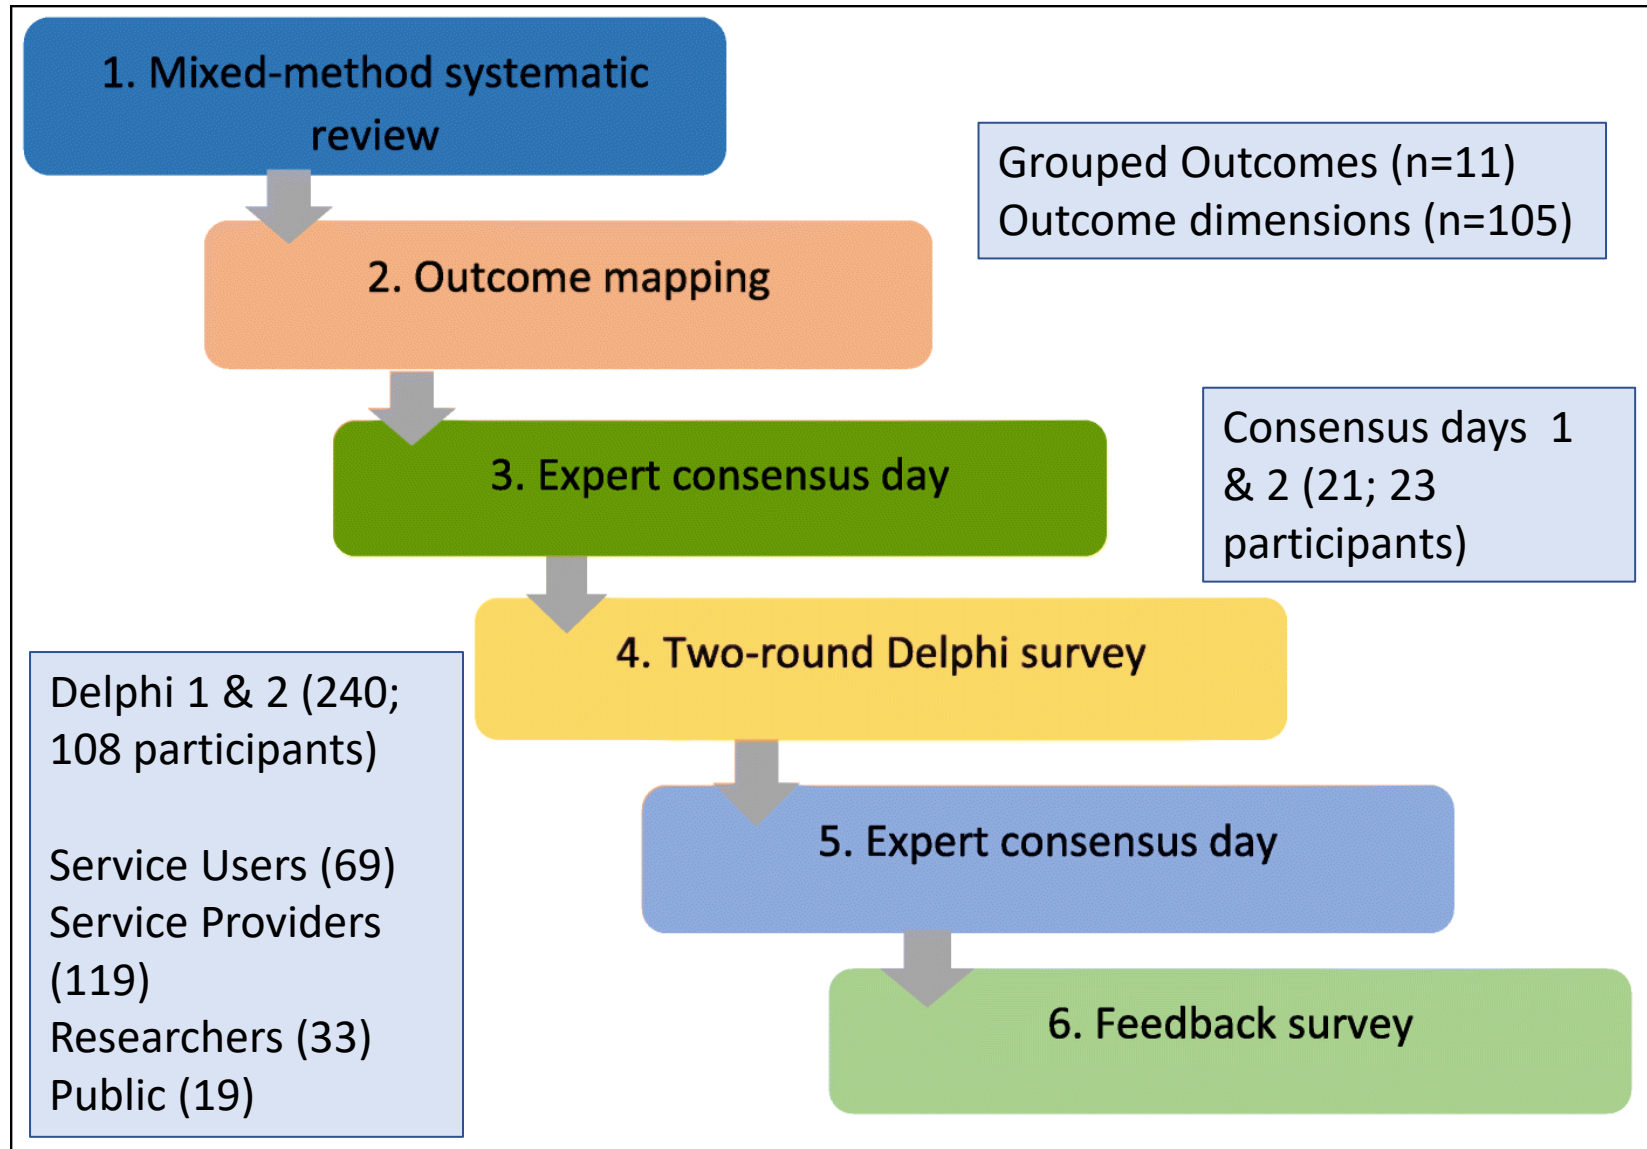 1. Mixed-method systematic
review
Grouped Outcomes (n=11)
Outcome dimensions (n=105)
2. Outcome mapping
Consensus days 1
& 2 (21; 23
participants)
3. Expert consensus day
4. Two-round Delphi survey
Delphi 1 & 2 (240;
108 participants)
Service Users (69)
Service Providers
(119)
Researchers (33)
Public (19)
5. Expert consensus day
6. Feedback survey